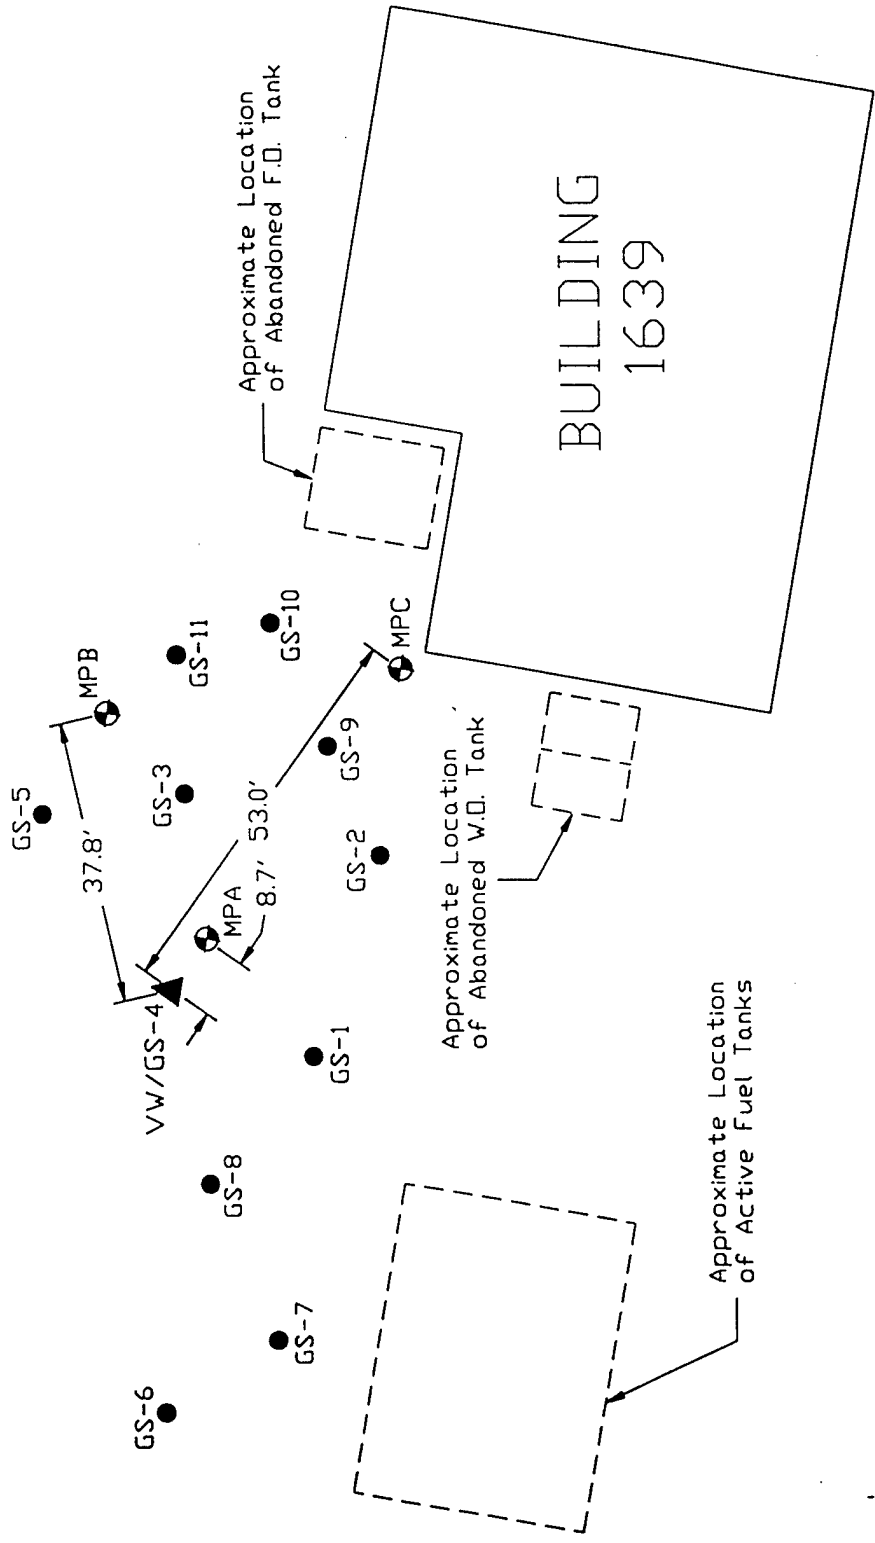 GS-5
MPB
37.8'
GS-3
GS-11
GS-10
VW/GS-4
MPA
8.7'
53.0'
GS-9
MPC
GS-2
GS-1
GS-8
GS-7
GS-6
Approximate Location
of Abandoned F.O. Tank
BUILDING
1639
Approximate Location
of Abandoned W.O. Tank
Approximate Location
of Active Fuel Tanks